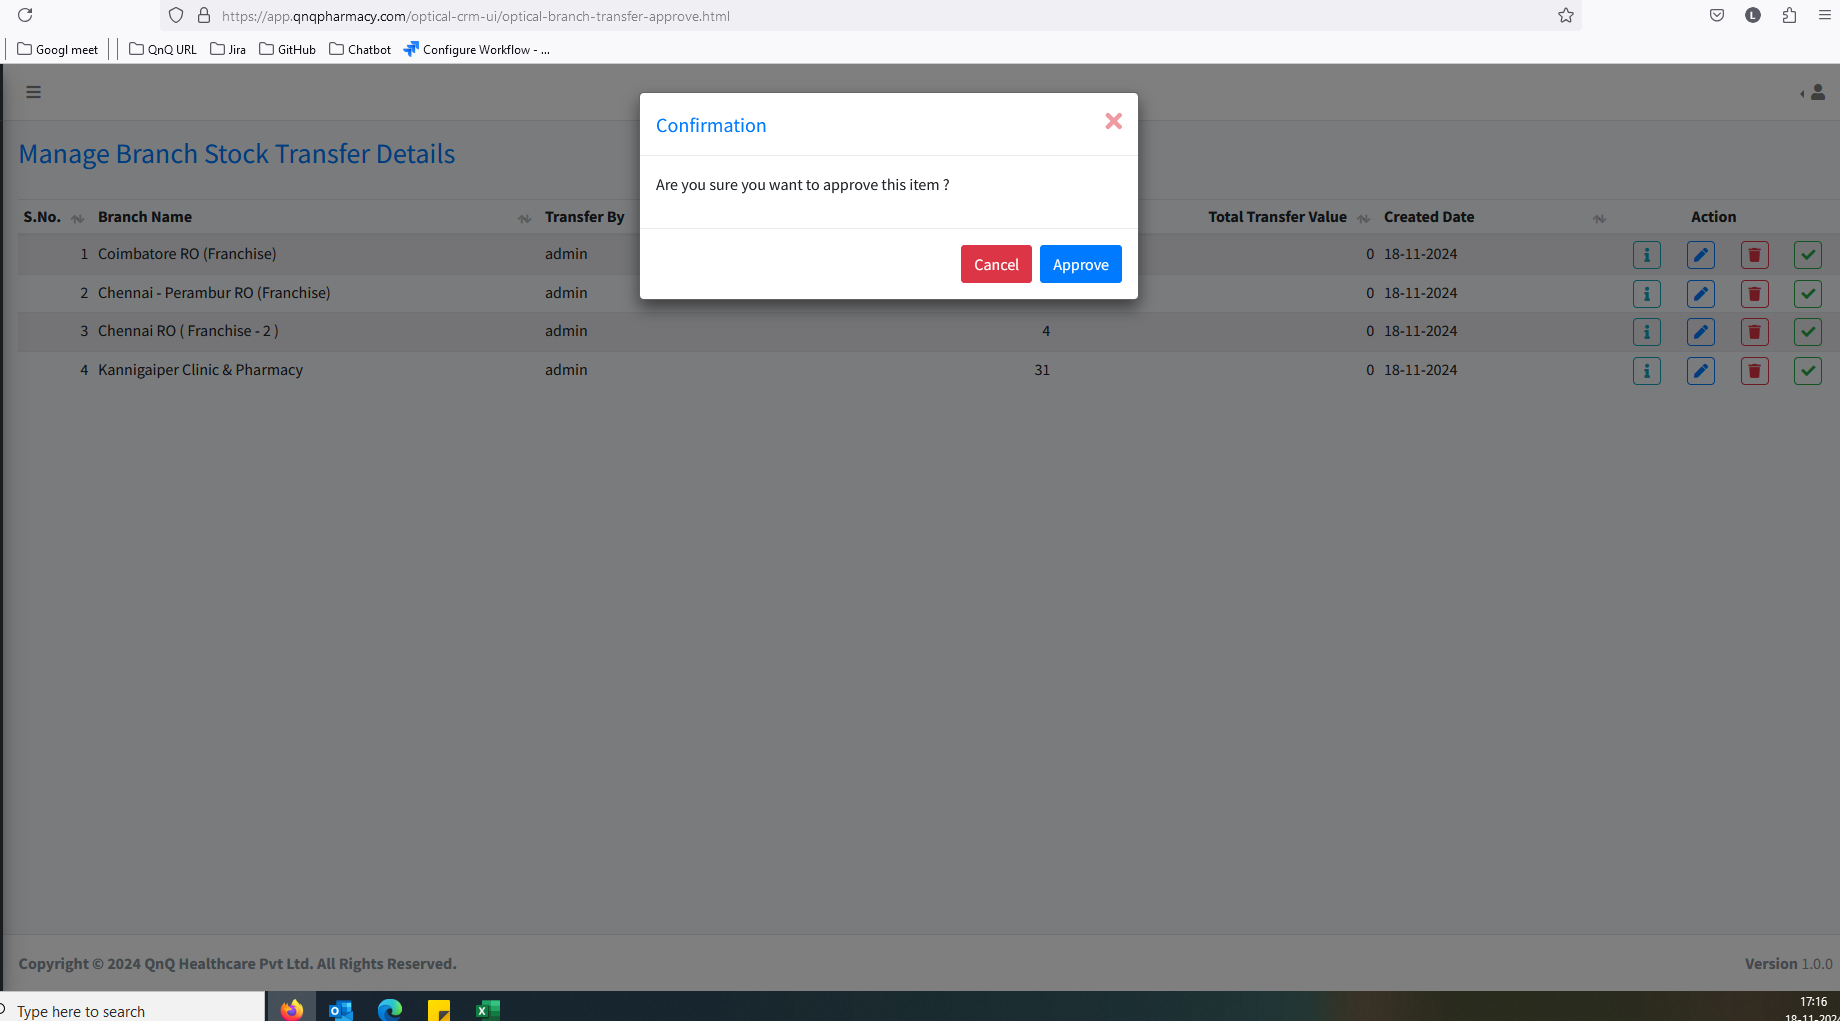 https://app.qnqpharmacy.com/optical-crm-ui/optical-branch-transfer-approve.html
L
Googl meet QnQ URL Jira GitHub Chatbot Configure Workflow - ...
Confirmation
Manage Branch Stock Transfer Details
Are you sure you want to approve this item ?
S.No. Branch Name Transfer By Total Transfer Value Created Date Action
1 Coimbatore RO (Franchise) admin 0 18-11-2024
Cancel Approve
2 Chennai - Perambur RO (Franchise) admin 0 18-11-2024
3 Chennai RO ( Franchise - 2 ) admin 4 0 18-11-2024
4 Kannigaiper Clinic & Pharmacy admin 31 0 18-11-2024
Copyright © 2024 QnQ Healthcare Pvt Ltd. All Rights Reserved. Version 1.0.0
Type here to search
17:16